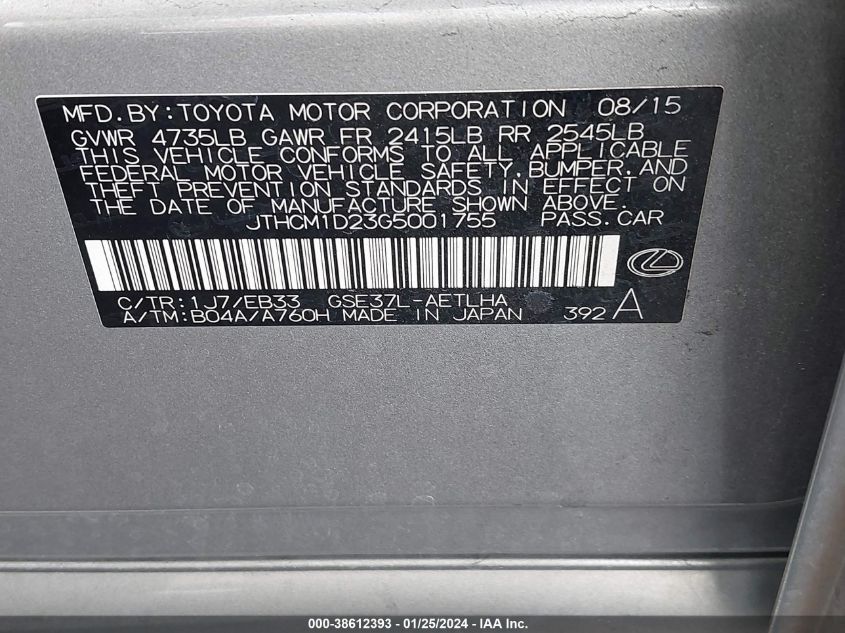 MFD.BY:TOYOTA MOTOR CORPORATION 08/15
GVWR 4735LB GAWR FR 2415LB RR 2545LB
THIS VEHICLE CONFORMS TO ALL APPLICABLE
FEDERAL MOTOR VEHICLE SAFETY,BUMPER,AND
THEFT PREVENTION STANDARDS IN EFFECT ON
THE DATE OF MANUFACTURE SHOWN ABOVE.
JTHCM1D23G5001755 PASS.CAR
C/TR:1J7/EB33 GSE37L-AETLHA
A/TM:B04A/A760H MADE IN JAPAN 392 A
000-38612393 - 01/25/2024 - IAA Inc.